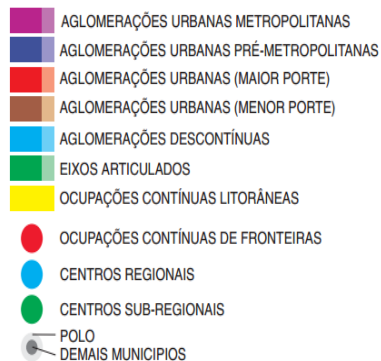 AGLOMERAÇÕES URBANAS METROPOLITANAS
AGLOMERAÇÕES URBANAS PRÉ-METROPOLITANAS
AGLOMERAÇÕES URBANAS (MAIOR PORTE)
AGLOMERAÇÕES URBANAS (MENOR PORTE)
AGLOMERAÇÕES DESCONTÍNUAS
EIXOS ARTICULADOS
OCUPAÇÕES CONTÍNUAS LITORÂNEAS
OCUPAÇÕES CONTÍNUAS DE FRONTEIRAS
CENTROS REGIONAIS
CENTROS SUB-REGIONAIS
POLO
DEMAIS MUNICIPIOS